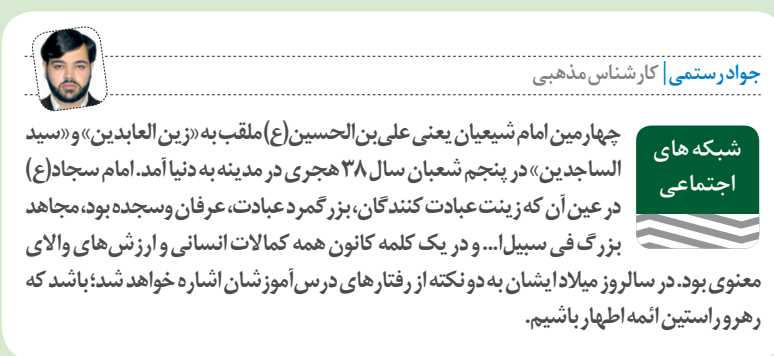 جواد رستمی | کارشناس مذهبی
شبکه های
اجتماعی
چهارمین امام شیعیان یعنی علی‌بن‌الحسین(ع) ملقب به «زین العابدین» و «سید
الساجدین» در پنجم شعبان سال ۳۸ هجری در مدینه به دنیا آمد. امام سجاد(ع)
در عین آن که زینت عبادت کنندگان، بزرگمرد عبادت، عرفان وسجده بود، مجاهد
بزرگ فی سبیل‌ا... و در یک کلمه کانون همه کمالات انسانی و ارزش‌های والای
معنوی بود. در سالروز میلاد ایشان به دو نکته از رفتارهای درس‌آموزشان اشاره خواهد شد؛ باشد که
رهرو راستین ائمه اطهار باشیم.